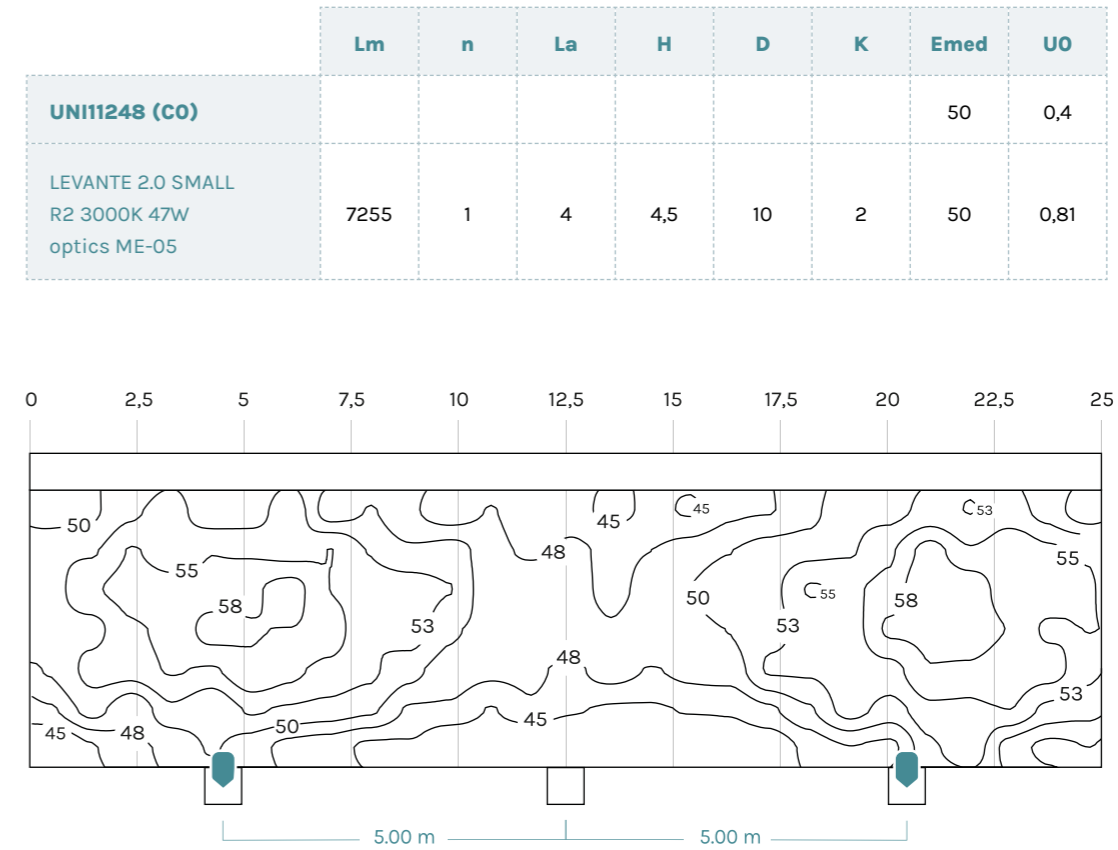 Lm n La H D K Emed U0
UNI11248 (C0) 50 0,4
LEVANTE 2.0 SMALL
R2 3000K 47W
optics ME-05
7255 1 4 4,5 10 2 50 0,81
0 2,5 5 7,5 10 12,5 15 17,5 20 22,5 25
50 45 45 53
48 55
55
58 50 55 58
53 53
48
53
50 45
45 48
5.00 m 5.00 m